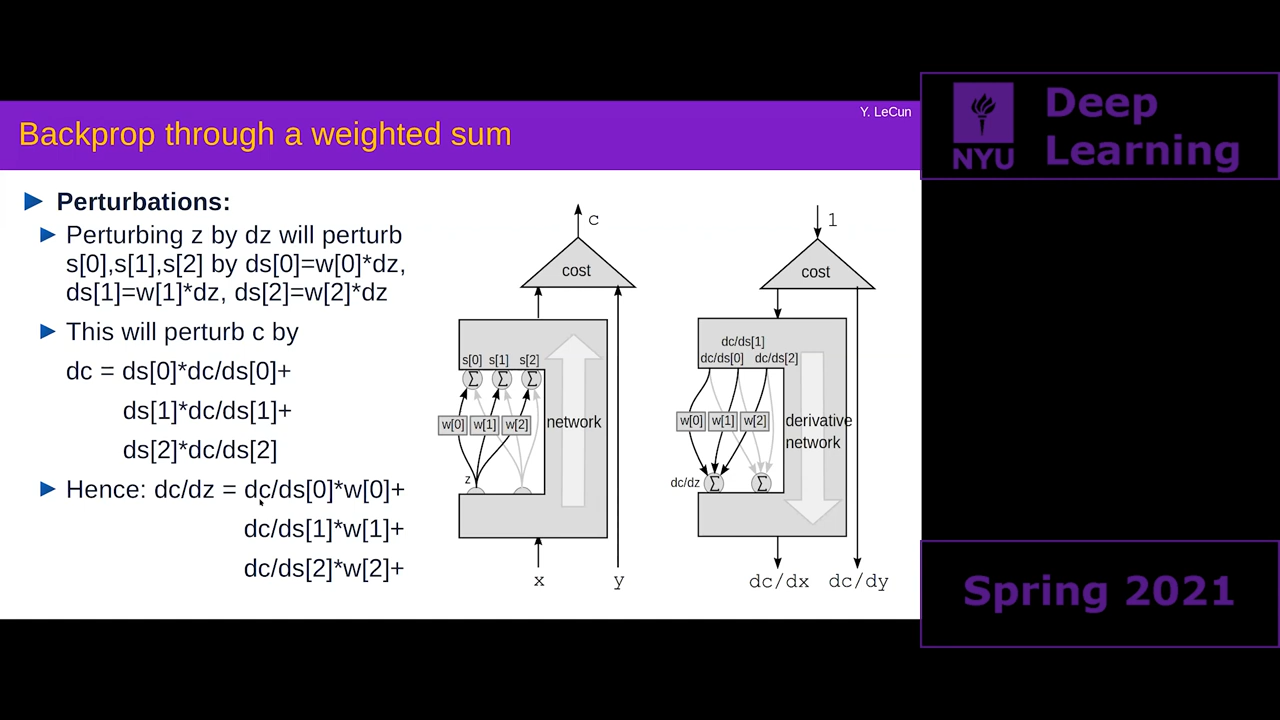 Y. LeCun
Backprop through a weighted sum
Perturbations:
Perturbing z by dz will perturb
s[0],s[1],s[2] by ds[0]=w[0]*dz,
ds[1]=w[1]*dz, ds[2]=w[2]*dz
This will perturb c by
dc = ds[0]*dc/ds[0]+
ds[1]*dc/ds[1]+
ds[2]*dc/ds[2]
Hence: dc/dz = dc/ds[0]*w[0]+
dc/ds[1]*w[1]+
dc/ds[2]*w[2]+
c
cost
s[0] s[1] s[2]
Σ Σ Σ
w[0] w[1] w[2]
network
z
x y
1
cost
dc/ds[1]
dc/ds[0] dc/ds[2]
w[0] w[1] w[2]
derivative
network
dc/dz Σ Σ
dc/dx dc/dy
NYU
Deep
Learning
Spring 2021